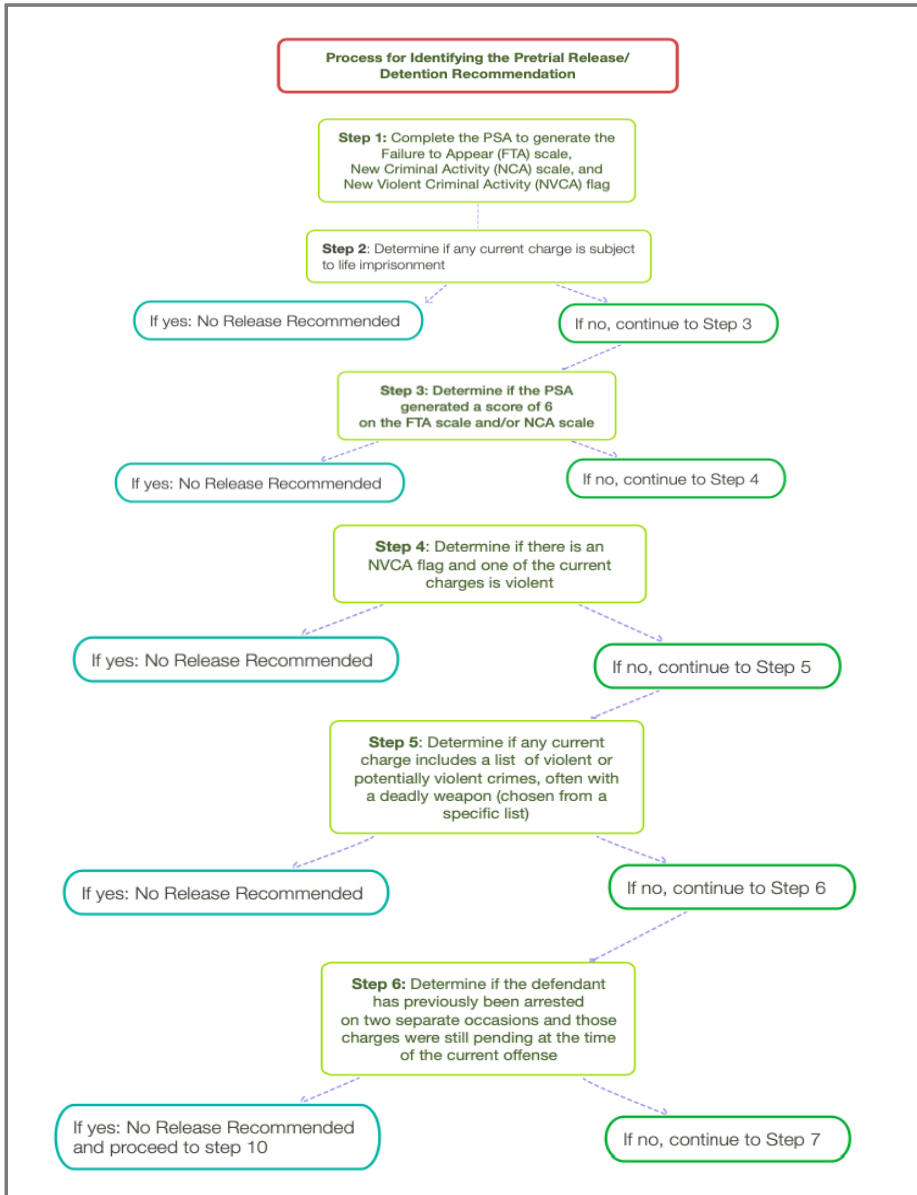 Process for Identifying the Pretrial Release/
Detention Recommendation
Step 1: Complete the PSA to generate the
Failure to Appear (FTA) scale,
New Criminal Activity (NCA) scale, and
New Violent Criminal Activity (NVCA) flag
Step 2: Determine if any current charge is subject
to life imprisonment
If yes: No Release Recommended
If no, continue to Step 3
Step 3: Determine if the PSA
generated a score of 6
on the FTA scale and/or NCA scale
If yes: No Release Recommended
If no, continue to Step 4
Step 4: Determine if there is an
NVCA flag and one of the current
charges is violent
If yes: No Release Recommended
If no, continue to Step 5
Step 5: Determine if any current
charge includes a list of violent or
potentially violent crimes, often with
a deadly weapon (chosen from a
specific list)
If yes: No Release Recommended
If no, continue to Step 6
Step 6: Determine if the defendant
has previously been arrested
on two separate occasions and those
charges were still pending at the time
of the current offense
If yes: No Release Recommended
and proceed to step 10
If no, continue to Step 7